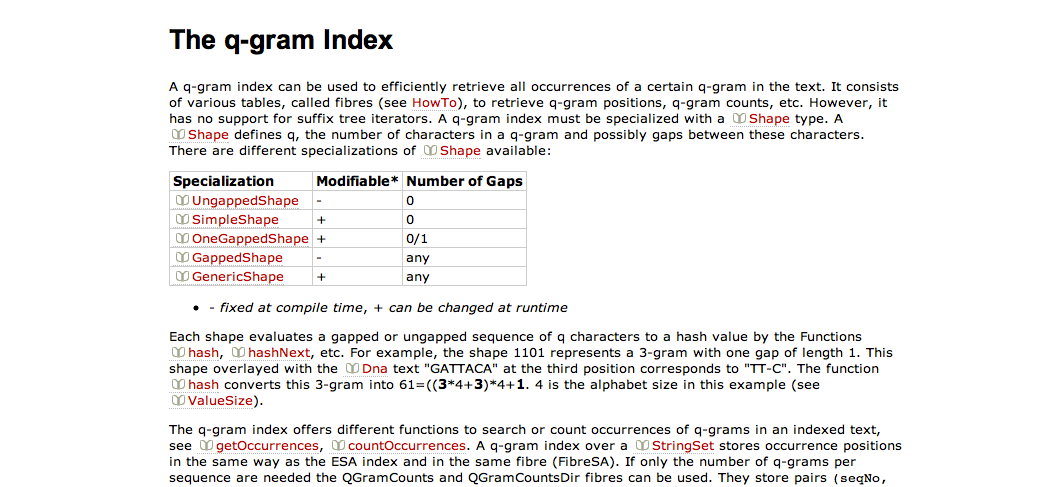 The q-gram Index
A q-gram index can be used to efficiently retrieve all occurrences of a certain q-gram in the text. It consists
of various tables, called fibres (see HowTo), to retrieve q-gram positions, q-gram counts, etc. However, it
has no support for suffix tree iterators. A q-gram index must be specialized with a Shape type. A
Shape defines q, the number of characters in a q-gram and possibly gaps between these characters.
There are different specializations of Shape available:
Specialization Modifiable* Number of Gaps
UngappedShape - 0
SimpleShape + 0
OneGappedShape + 0/1
GappedShape - any
GenericShape + any
• - fixed at compile time, + can be changed at runtime
Each shape evaluates a gapped or ungapped sequence of q characters to a hash value by the Functions
hash, hashNext, etc. For example, the shape 1101 represents a 3-gram with one gap of length 1. This
shape overlayed with the Dna text "GATTACA" at the third position corresponds to "TT-C". The function
hash converts this 3-gram into 61=((3*4+3)*4+1. 4 is the alphabet size in this example (see
ValueSize).
The q-gram index offers different functions to search or count occurrences of q-grams in an indexed text,
see getOccurrences, countOccurrences. A q-gram index over a StringSet stores occurrence positions
in the same way as the ESA index and in the same fibre (FibreSA). If only the number of q-grams per
sequence are needed the QGramCounts and QGramCountsDir fibres can be used. They store pairs (seqNo,